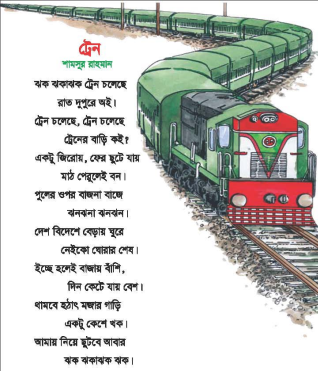 ট্রেন
শামসুর রাহমান
ঝক ঝকাঝক ট্রেন চলেছে
রাত দুপুরে অই।
ট্রেন চলেছে, ট্রেন চলেছে
ট্রেনের বাড়ি কই?
একটু জিরোয়, ফের ছুটে যায়
মাঠ পেরুলেই বন।
পুলের ওপর বাজনা বাজে
ঝনঝনা ঝনঝন।
দেশ বিদেশে বেড়ায় ঘুরে
নেইকো ঘোরার শেষ।
ইচ্ছে হলেই বাজায় বাঁশি,
দিন কেটে যায় বেশ।
থামবে হঠাৎ মজার গাড়ি
একটু কেশে খক।
আমায় নিয়ে ছুটবে আবার
ঝক ঝকাঝক ঝক।